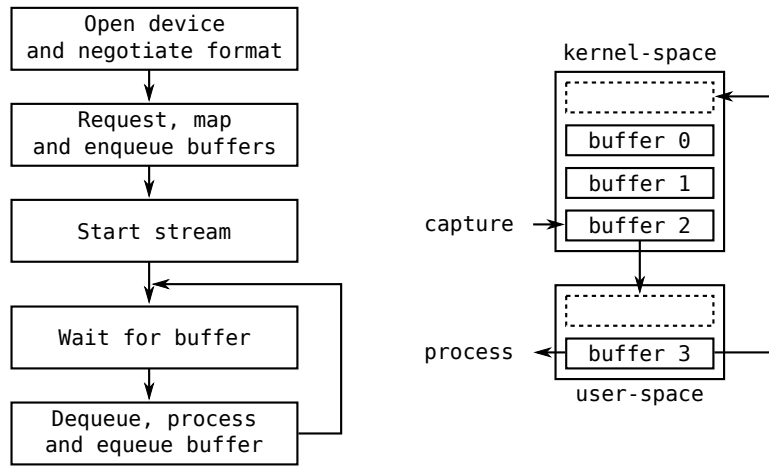 Open device
and negotiate format
Request, map
and enqueue buffers
Start stream
Wait for buffer
Dequeue, process
and equeue buffer
kernel-space
buffer 0
buffer 1
capture
buffer 2
process
buffer 3
user-space